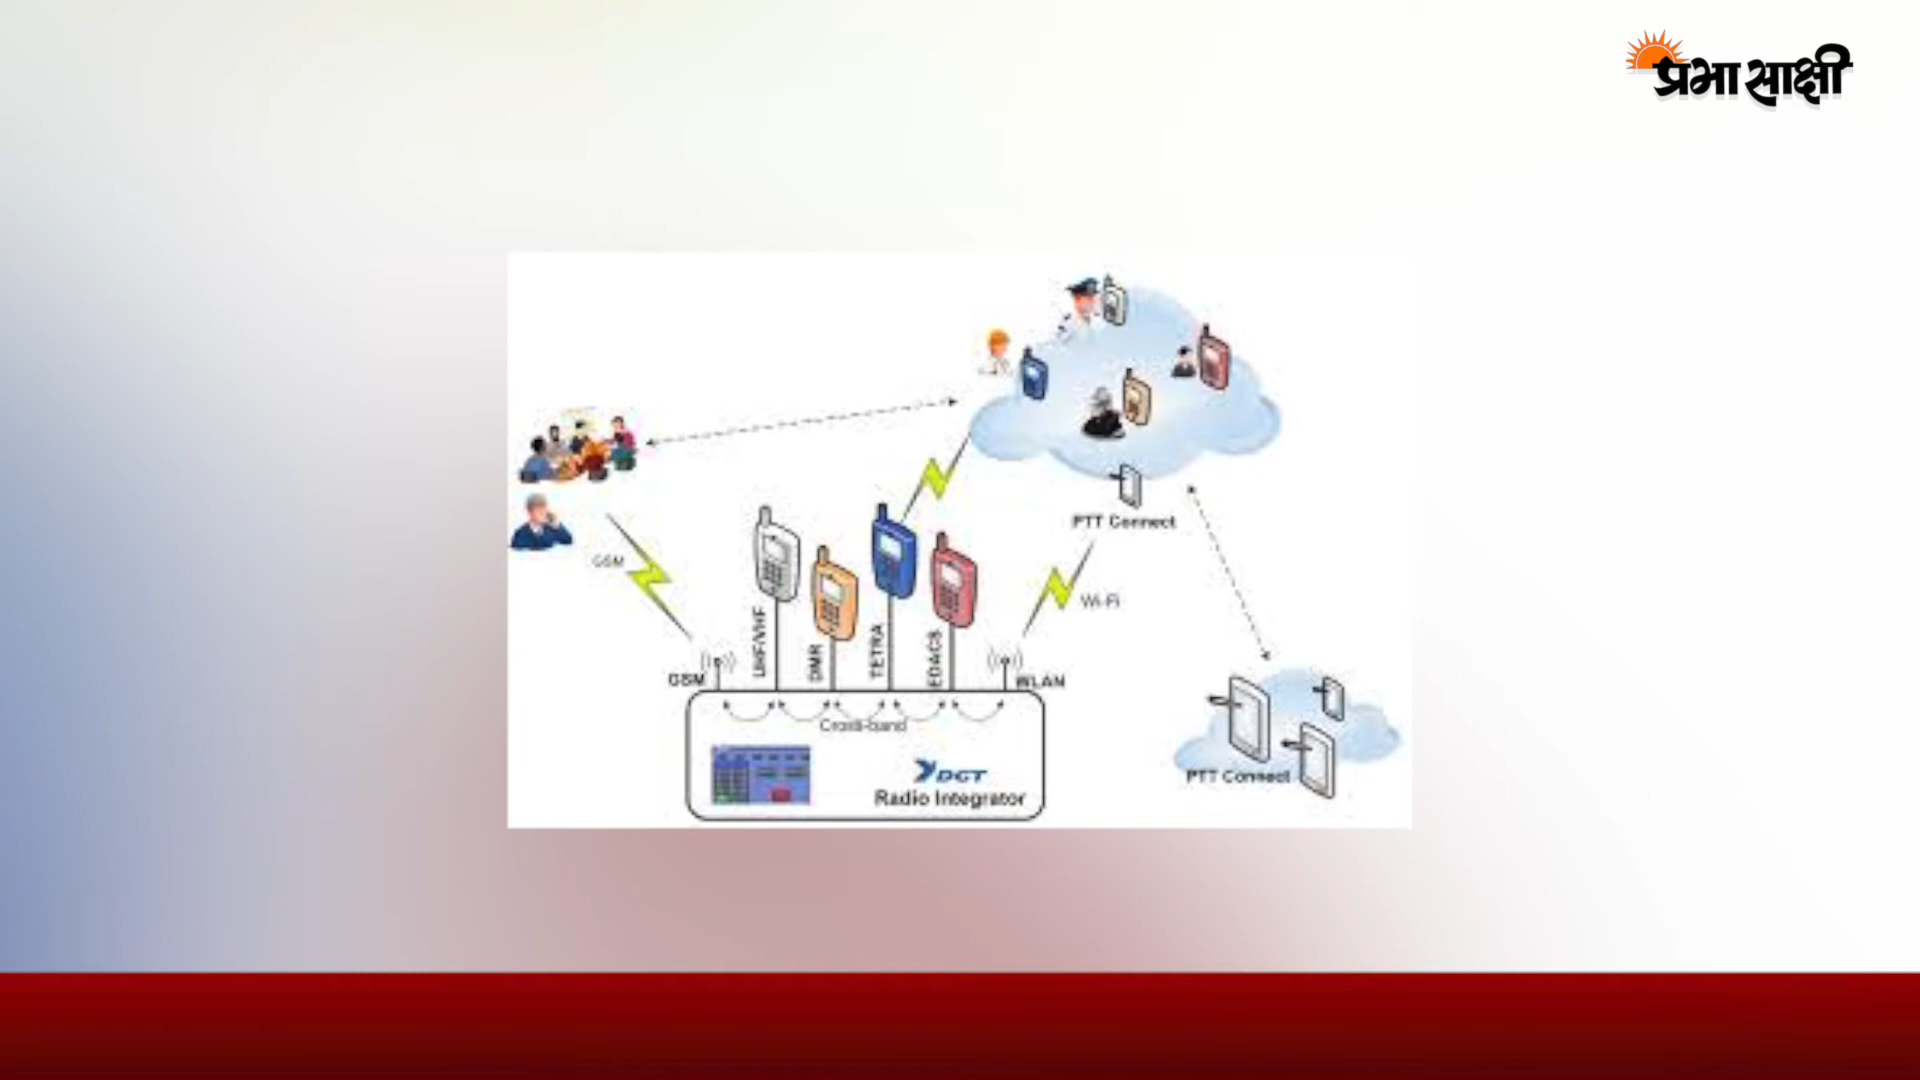 प्रभासाक्षी
PTT Connect
GSM
Wi-Fi
UHF/VHF
DMR
TETRA
EDACS
GSM
WLAN
Cross-band
DCT
Radio Integrator
PTT Connect